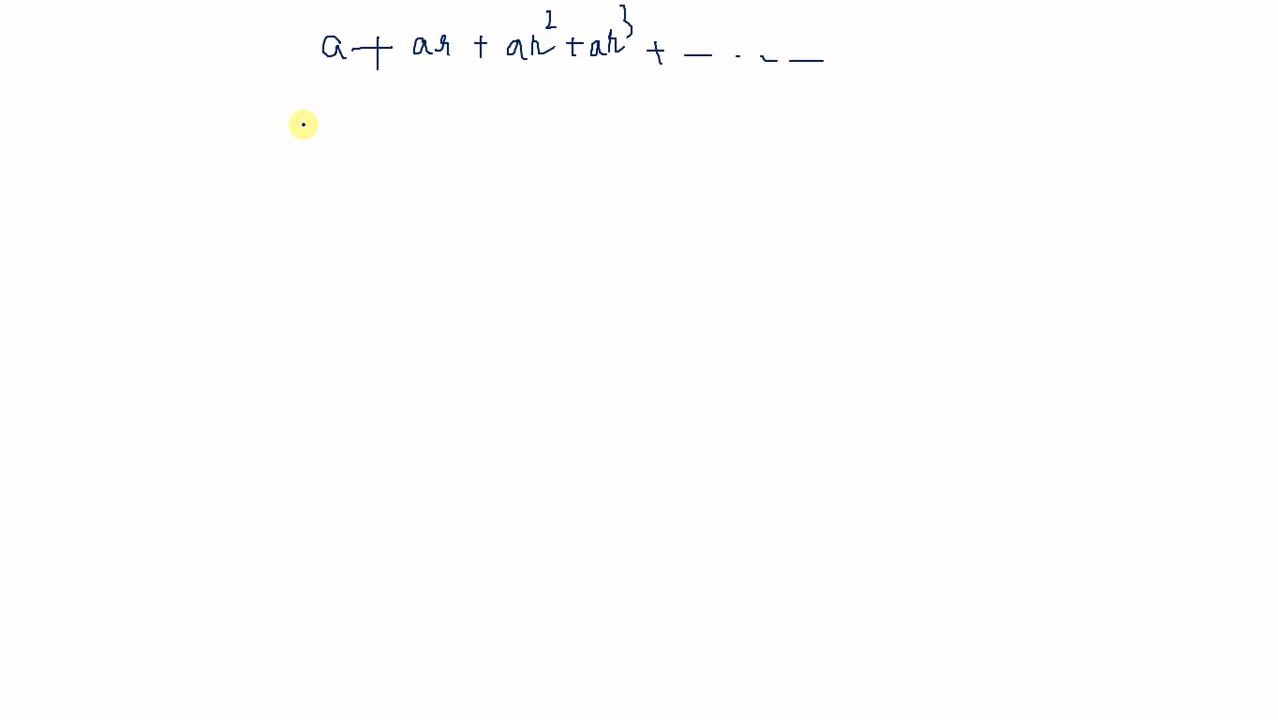 a + ar + ar² + ar³ + — . . —